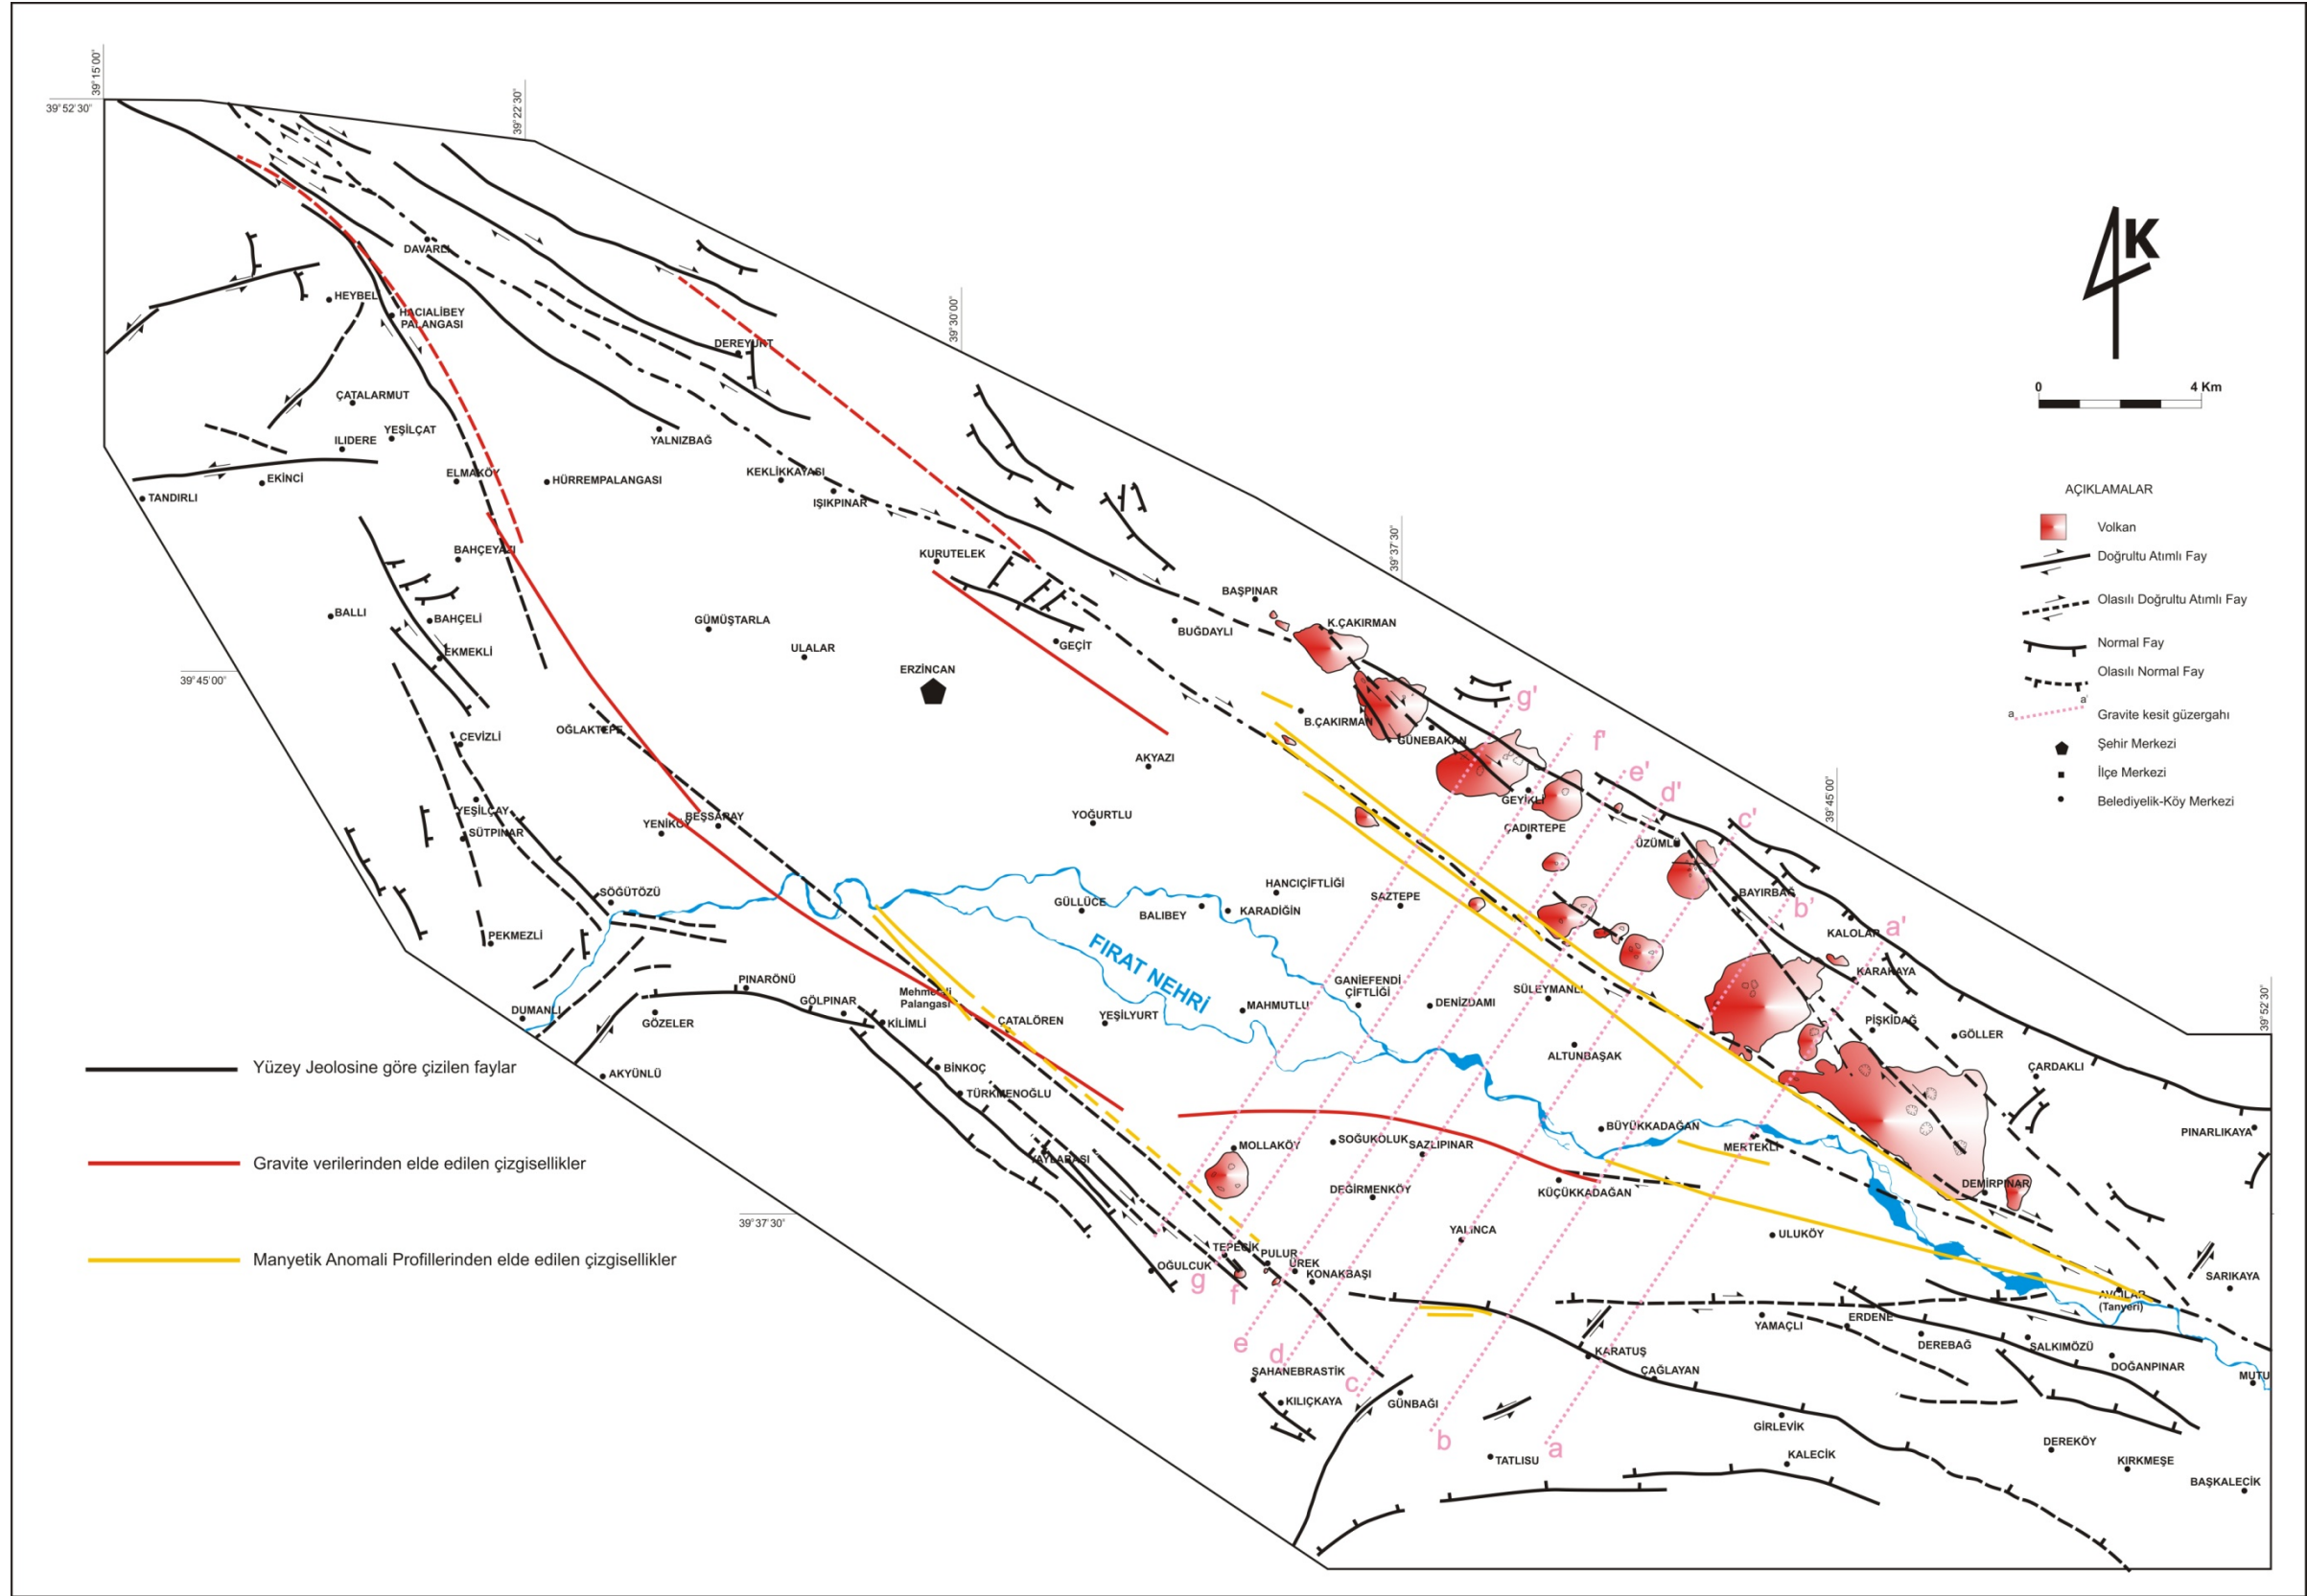 39°15'00"
39°52'30"
39°22'30"
K
39°30'00"
0 4 Km
DAVARLI
HEYBELİ
HACIALİBEY
PALANGASI
DEREYURT
ÇATALARMUT
YEŞİLÇAT
ILIDERE
YALNIZBAĞ
ELMAKÖY
HÜRREMPALANGASI
KEKLİKKAYASI
EKİNCİ
TANDIRLI
IŞIKPINAR
39°37'30"
AÇIKLAMALAR
Volkan
Doğrultu Atımlı Fay
Olasılı Doğrultu Atımlı Fay
Normal Fay
Olasılı Normal Fay
a a'
Gravite kesit güzergahı
Şehir Merkezi
İlçe Merkezi
Belediyelik-Köy Merkezi
BAHÇEYAZI
KURUTELEK
BAŞPINAR
BALLI
BAHÇELİ
GÜMÜŞTARLA
BUĞDAYLI
K.ÇAKIRMAN
EKMEKLİ
ULALAR
GEÇİT
ERZİNCAN
39°45'00"
g'
B.ÇAKIRMAN
OĞLAKTEPE
CEVİZLİ
GÜNEBAKAN
f'
AKYAZI
e'
d'
39°45'00"
GEYİKLİ
YEŞİLÇAY
YOĞURTLU
YENİKÖY
BEŞSARAY
SÜTPINAR
ÇADIRTEPE
c'
ÜZÜMLÜ
SÖĞÜTÖZÜ
HANCIÇİFTLİĞİ
SAZTEPE
BAYIRBAĞ
GÜLLÜCE
BALIBEY
KARADİĞİN
b'
PEKMEZLİ
KALOLAR
a'
FIRAT NEHRİ
PINARÖNÜ
GANİEFENDİ
ÇİFTLİĞİ
KARAKAYA
SÜLEYMANLI
Palangası
GÖLPINAR
DENİZDAMI
MAHMUTLU
DUMANLI
GÖZELER
KİLİMLİ
ÇATALÖREN
YEŞİLYURT
PİŞKİDAĞ
GÖLLER
39°52'30"
ALTUNBAŞAK
BİNKOÇ
AKYÜNLÜ
ÇARDAKLI
TÜRKMENOĞLU
Yüzey Jeolosine göre çizilen faylar
BÜYÜKKADAĞAN
PINARLIKAYA
MOLLAKÖY
SOĞUKOLUK
SAZLIPINAR
MERTEKLİ
YAYLABAŞI
Gravite verilerinden elde edilen çizgisellikler
DEĞİRMENKÖY
KÜÇÜKKADAĞAN
DEMİRPINAR
39°37'30"
YALINCA
ULUKÖY
TEPECİK
PULUR
ÜREK
OĞULCUK
KONAKBAŞI
Manyetik Anomali Profillerinden elde edilen çizgisellikler
g
f
SARIKAYA
AVCILAR
(Tanyeri)
YAMAÇLI
ERDENE
e
d
KARATUŞ
DEREBAĞ
SALKIMÖZÜ
ŞAHANEBRASTİK
ÇAĞLAYAN
DOĞANPINAR
MUTU
c
KILIÇKAYA
GÜNBAĞI
GİRLEVİK
b
a
DEREKÖY
TATLISU
KALECİK
KIRKMEŞE
BAŞKALECİK